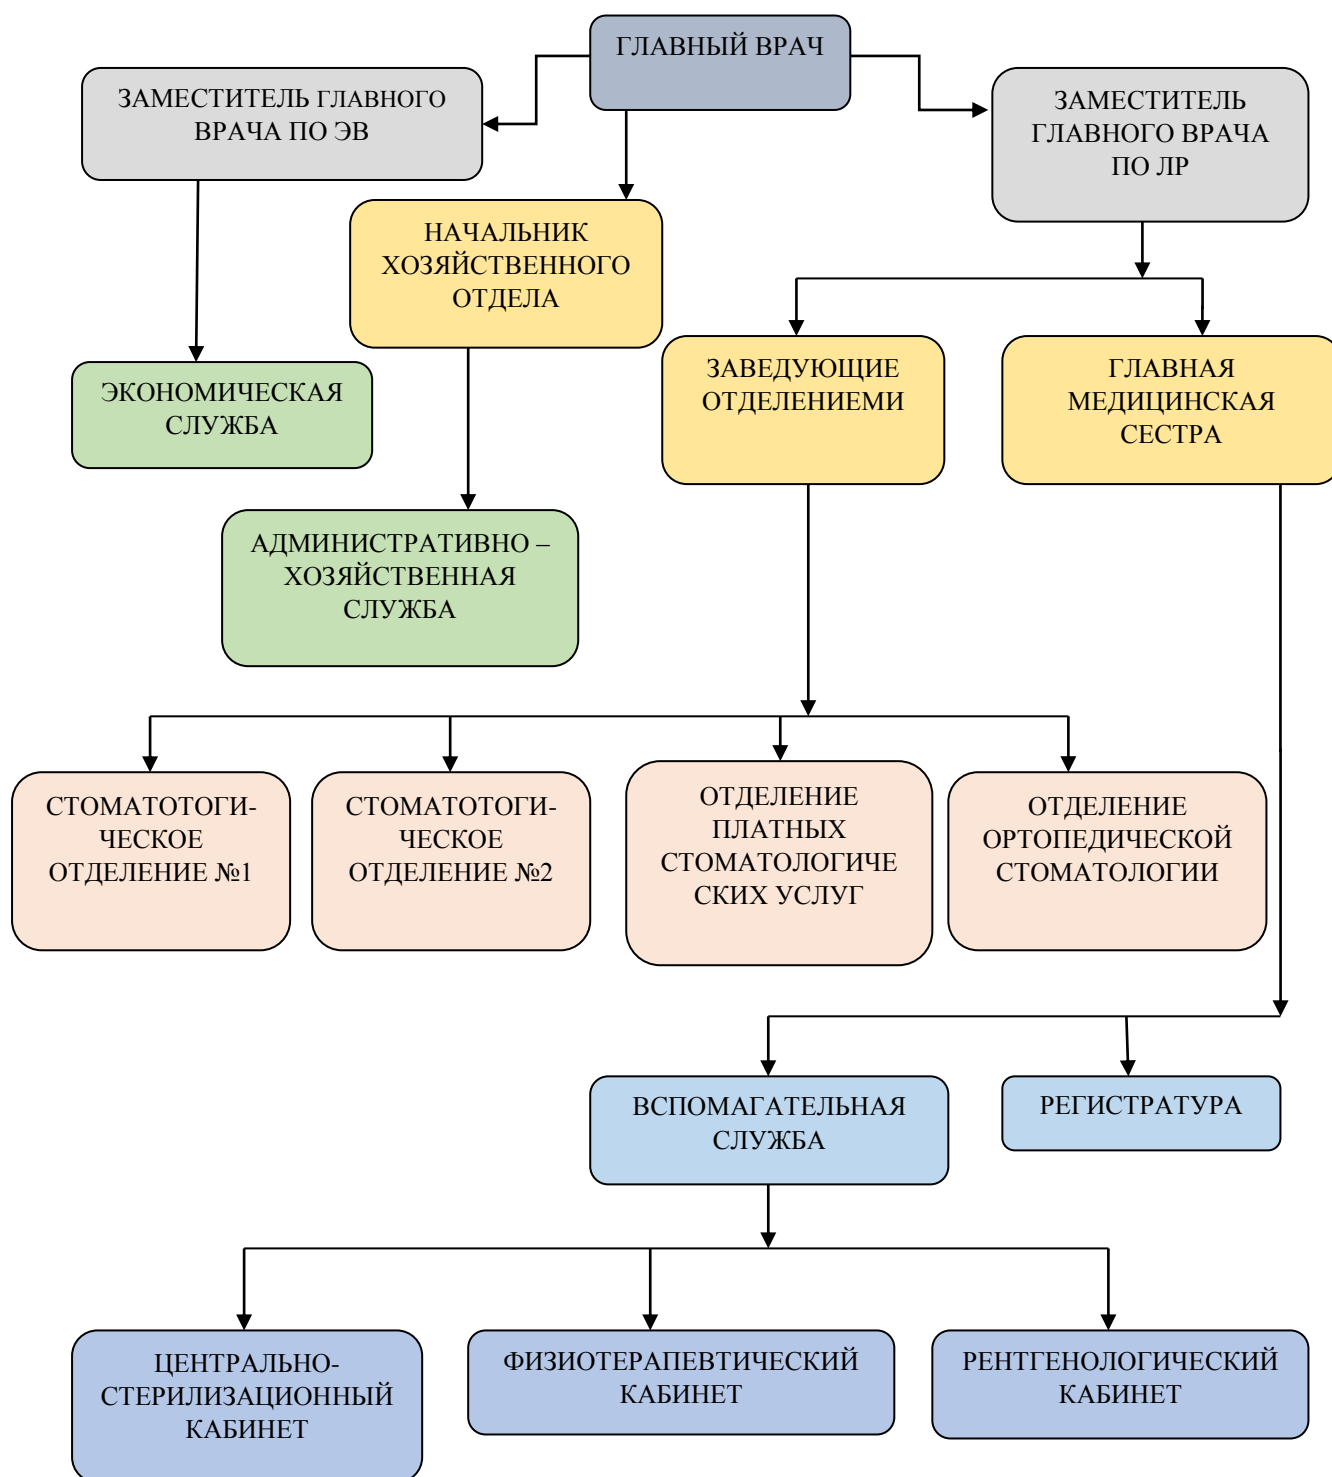 ГЛАВНЫЙ ВРАЧ
ЗАМЕСТИТЕЛЬ ГЛАВНОГО
ВРАЧА ПО ЭВ
ЗАМЕСТИТЕЛЬ
ГЛАВНОГО ВРАЧА
ПО ЛР
НАЧАЛЬНИК
ХОЗЯЙСТВЕННОГО
ОТДЕЛА
ЭКОНОМИЧЕСКАЯ
СЛУЖБА
ЗАВЕДУЮЩИЕ
ОТДЕЛЕНИЕМИ
ГЛАВНАЯ
МЕДИЦИНСКАЯ
СЕСТРА
АДМИНИСТРАТИВНО –
ХОЗЯЙСТВЕННАЯ
СЛУЖБА
СТОМАТОТОГИ-
ЧЕСКОЕ
ОТДЕЛЕНИЕ №1
СТОМАТОТОГИ-
ЧЕСКОЕ
ОТДЕЛЕНИЕ №2
ОТДЕЛЕНИЕ
ПЛАТНЫХ
СТОМАТОЛОГИЧЕ
СКИХ УСЛУГ
ОТДЕЛЕНИЕ
ОРТОПЕДИЧЕСКОЙ
СТОМАТОЛОГИИ
ВСПОМАГАТЕЛЬНАЯ
СЛУЖБА
РЕГИСТРАТУРА
ЦЕНТРАЛЬНО-
СТЕРИЛИЗАЦИОННЫЙ
КАБИНЕТ
ФИЗИОТЕРАПЕВТИЧЕСКИЙ
КАБИНЕТ
РЕНТГЕНОЛОГИЧЕСКИЙ
КАБИНЕТ